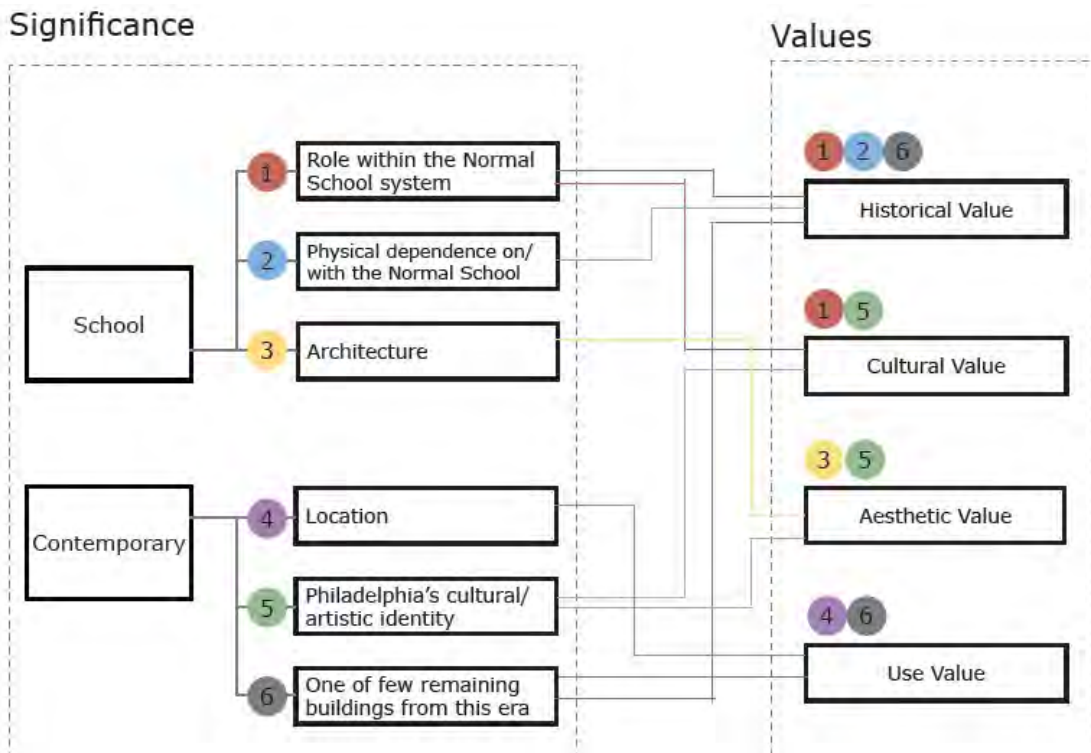 Significance
Values
1
Role within the Normal
School system
2
Physical dependence on/
with the Normal School
School
3
Architecture
Contemporary
4
Location
5
Philadelphia's cultural/
artistic identity
6
One of few remaining
buildings from this era
1 2 6
Historical Value
1 5
Cultural Value
3 5
Aesthetic Value
4 6
Use Value